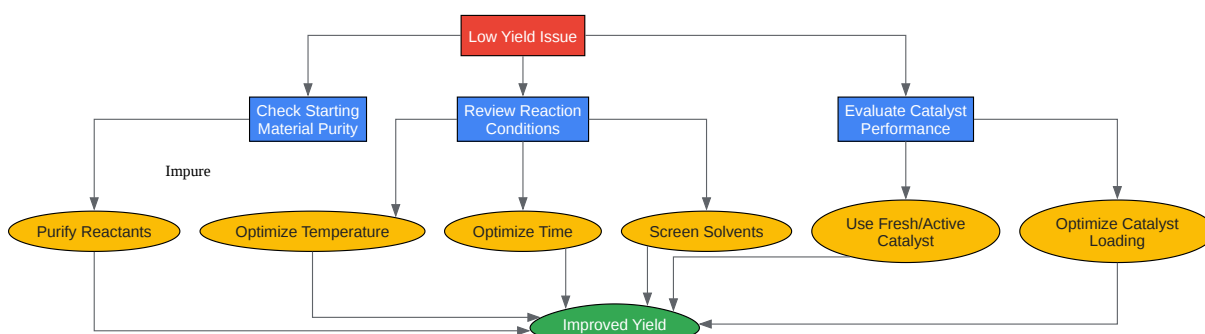 Low Yield Issue
Check Starting
Material Purity
Review Reaction
Conditions
Evaluate Catalyst
Performance
Impure
Purify Reactants
Optimize Temperature
Optimize Time
Screen Solvents
Use Fresh/Active
Catalyst
Optimize Catalyst
Loading
Improved Yield